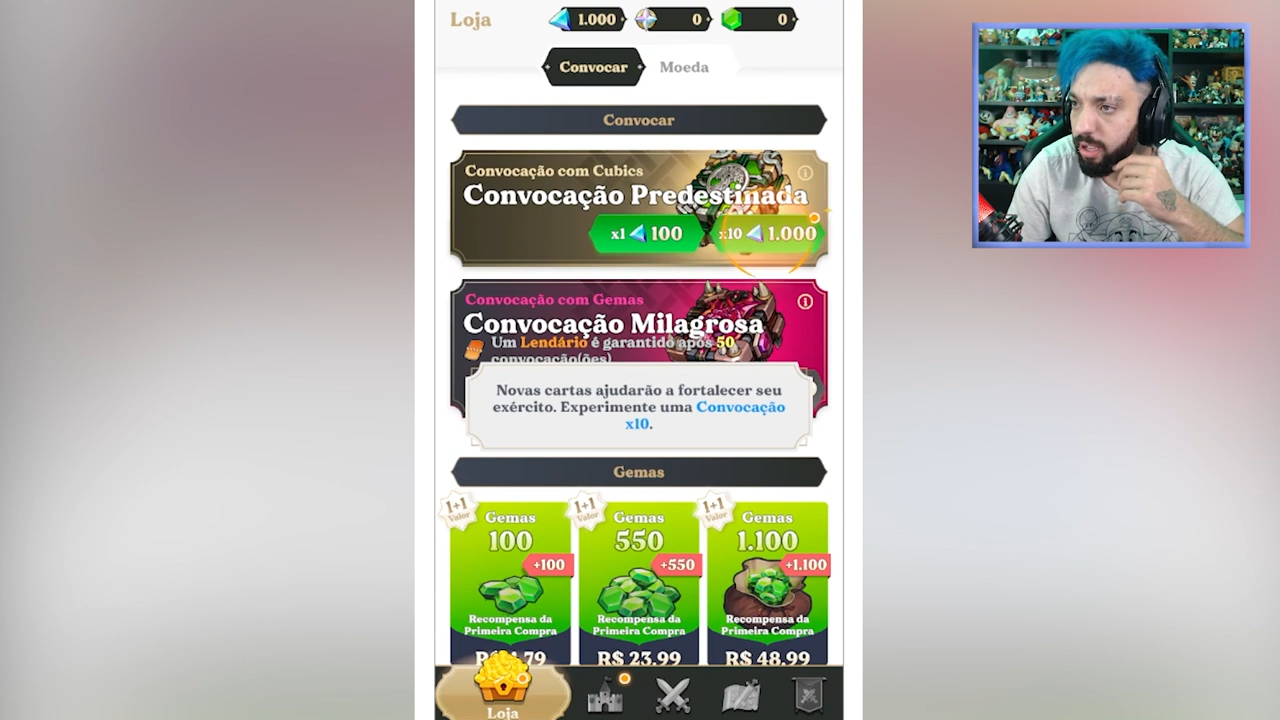 Loja
1.000
0
0
Convocar
Moeda
Convocar
Convocação com Cubics
Convocação Predestinada
x1 100
x10 1.000
Convocação com Gemas
Convocação Milagrosa
Um Lendário é garantido após 50
convocação(ões)
Novas cartas ajudarão a fortalecer seu
exército. Experimente uma Convocação
x10.
Gemas
1+1
Valor
Gemas
100
+100
Recompensa da
Primeira Compra
1+1
Valor
Gemas
550
+550
Recompensa da
Primeira Compra
R$ 23,99
1+1
Valor
Gemas
1.100
+1.100
Recompensa da
Primeira Compra
R$ 48,99
Loja